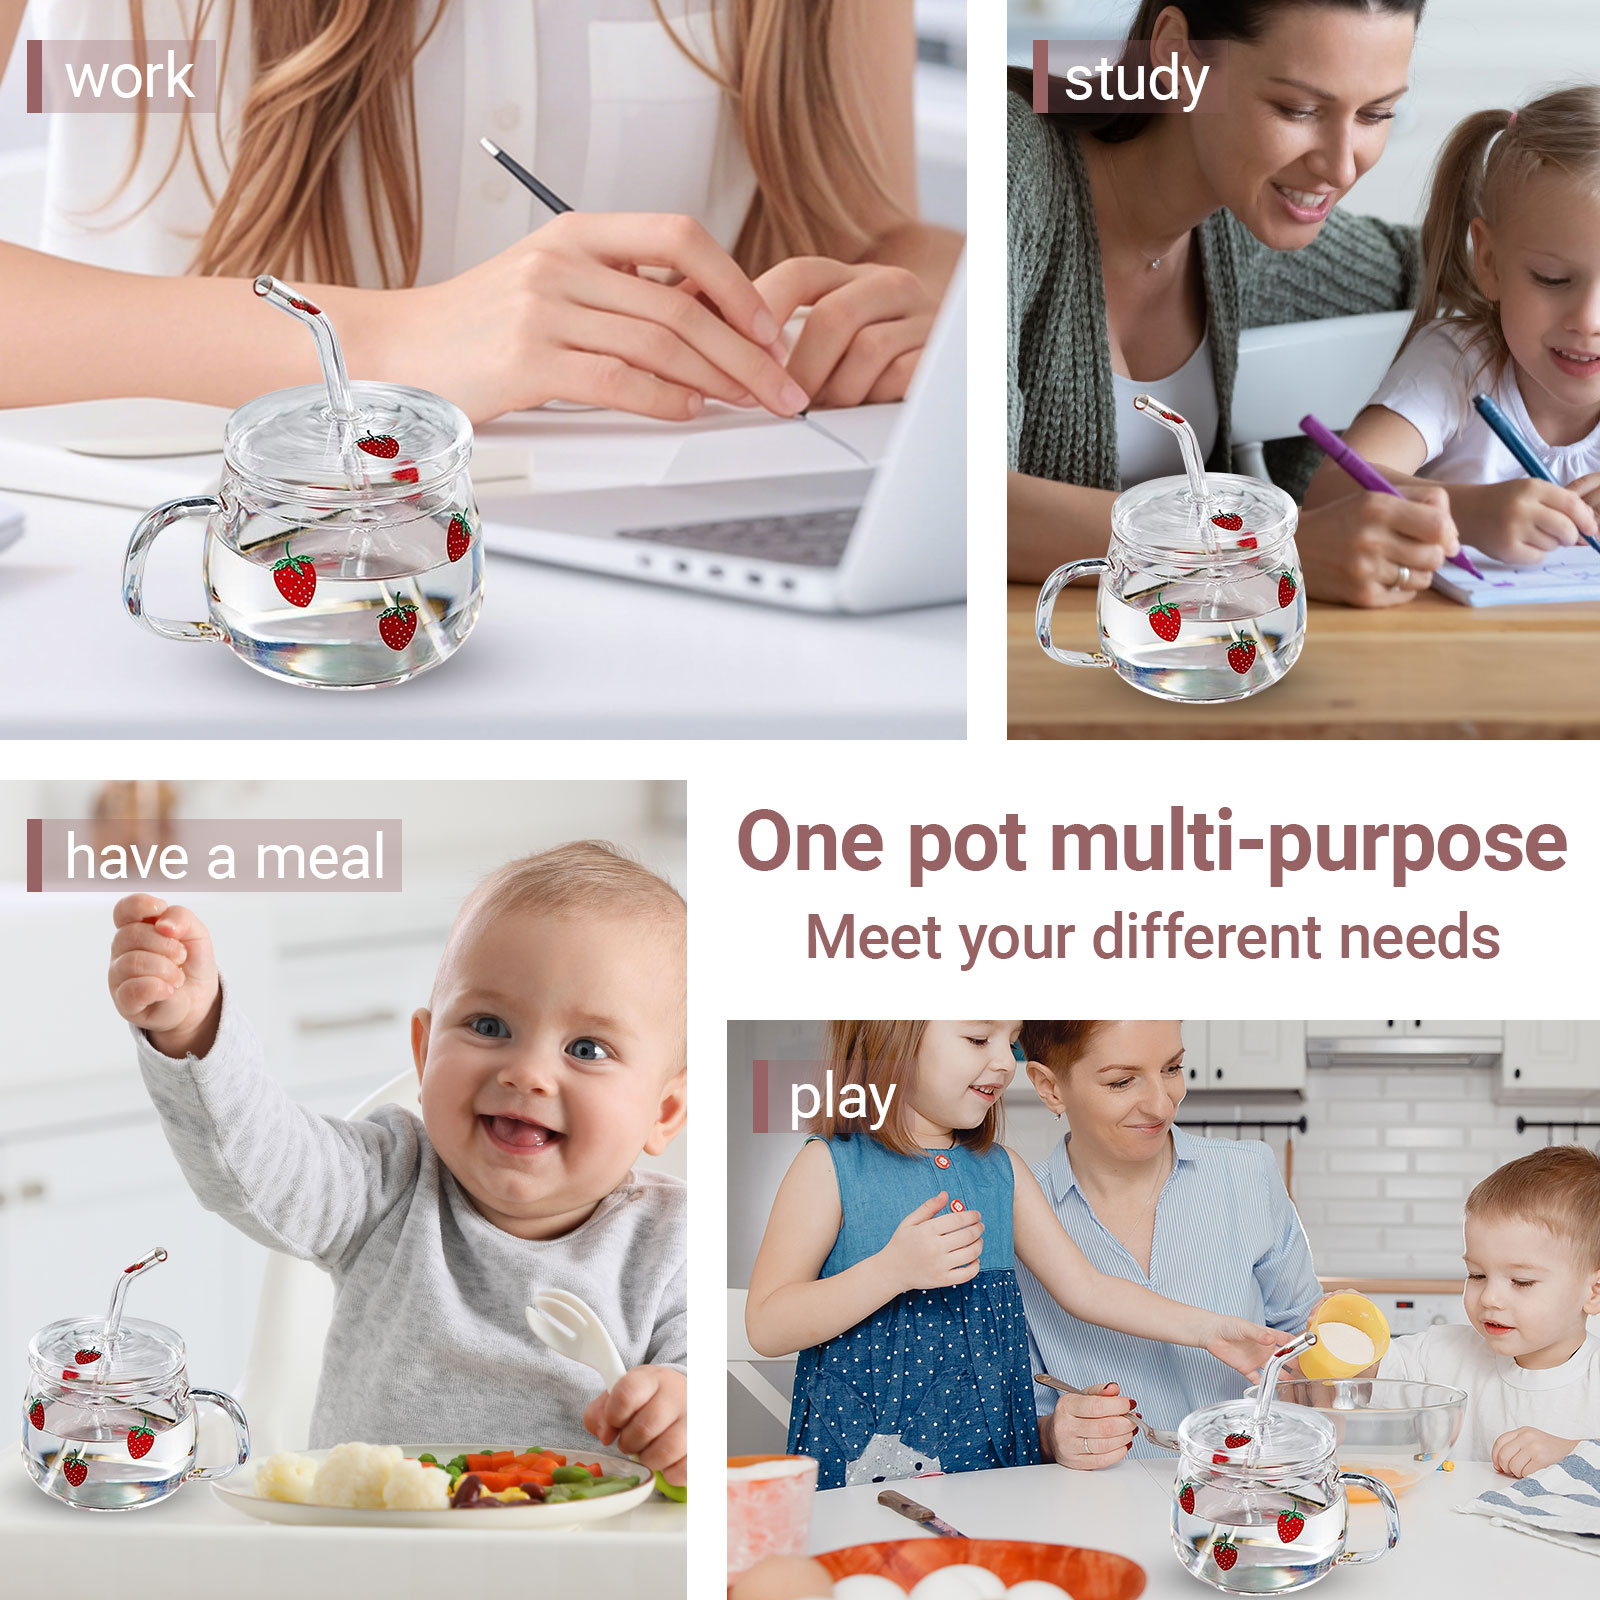 work
study
have a meal
One pot multi-purpose
Meet your different needs
play